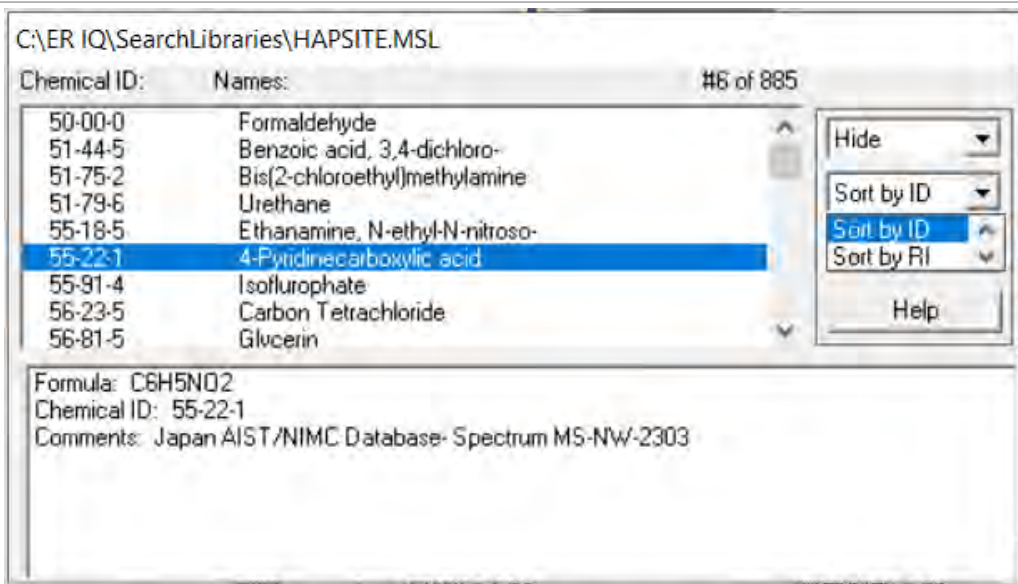 C:\ER IQ\SearchLibraries\HAPSITE.MSL
Chemical ID: Names: #6 of 885
50-00-0 Formaldehyde
51-44-5 Benzoic acid, 3,4-dichloro-
51-75-2 Bis(2-chloroethyl)methylamine
51-79-6 Urethane
55-18-5 Ethanamine, N-ethyl-N-nitroso-
55-22-1 4-Pyridinecarboxylic acid
55-91-4 Isoflurophate
56-23-5 Carbon Tetrachloride
56-81-5 Glycerin
Hide
Sort by ID
Sort by ID
Sort by RI
Help
Formula: C6H5NO2
Chemical ID: 55-22-1
Comments: Japan AIST/NIMC Database- Spectrum MS-NW-2303